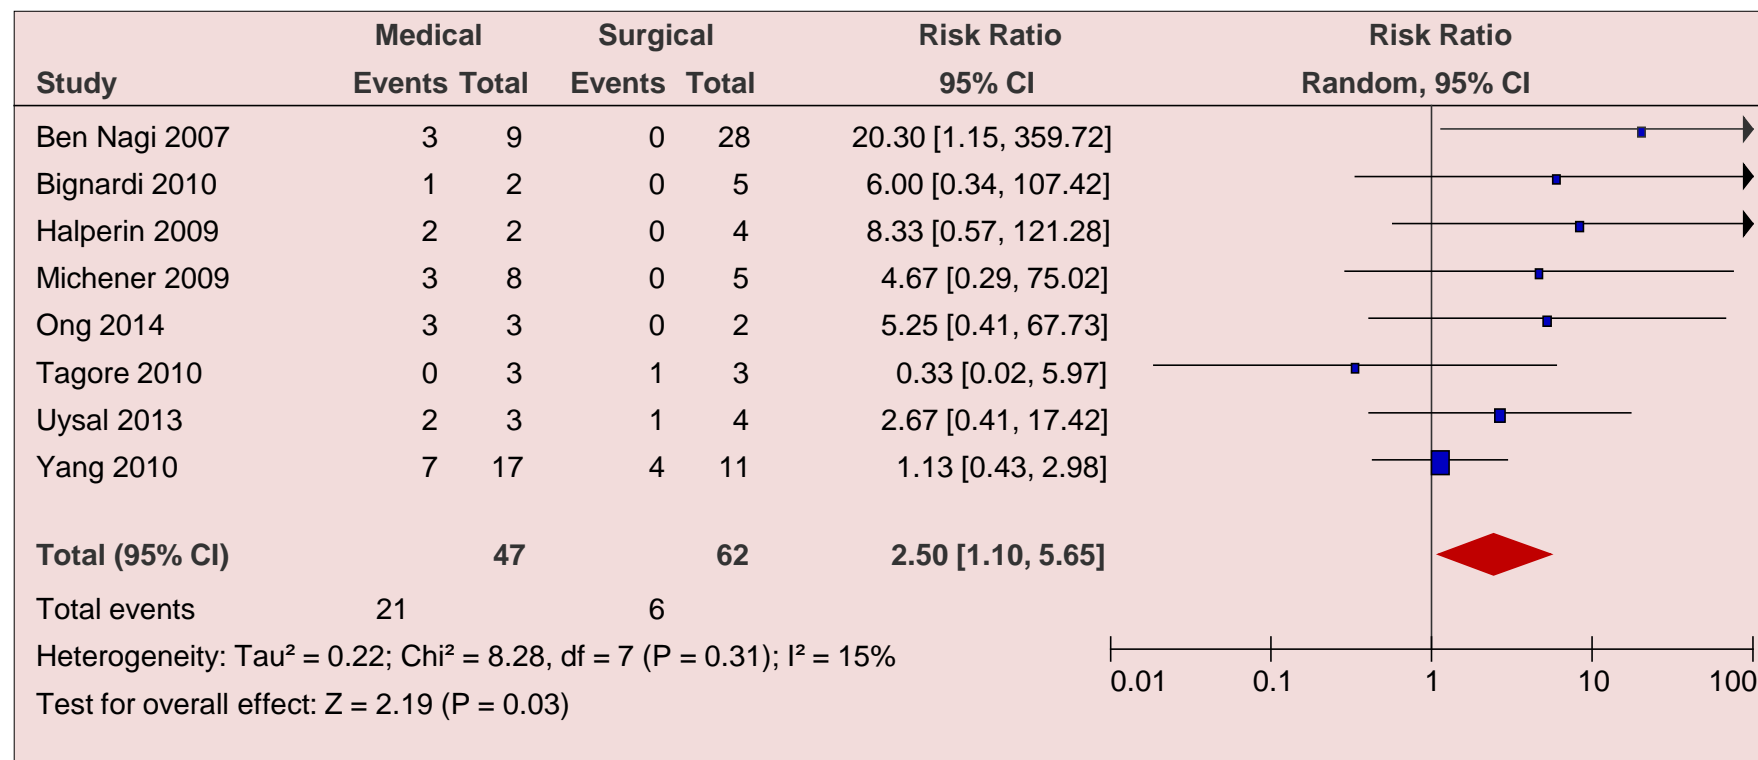 Medical Surgical Risk Ratio Risk Ratio
Study Events Total Events Total 95% CI Random, 95% CI
Ben Nagi 2007 3 9 0 28 20.30 [1.15, 359.72]
Bignardi 2010 1 2 0 5 6.00 [0.34, 107.42]
Halperin 2009 2 2 0 4 8.33 [0.57, 121.28]
Michener 2009 3 8 0 5 4.67 [0.29, 75.02]
Ong 2014 3 3 0 2 5.25 [0.41, 67.73]
Tagore 2010 0 3 1 3 0.33 [0.02, 5.97]
Uysal 2013 2 3 1 4 2.67 [0.41, 17.42]
Yang 2010 7 17 4 11 1.13 [0.43, 2.98]
Total (95% CI) 47 62 2.50 [1.10, 5.65]
Total events 21 6
Heterogeneity: Tau² = 0.22; Chi² = 8.28, df = 7 (P = 0.31); I² = 15%
0.01 0.1 1 10 100
Test for overall effect: Z = 2.19 (P = 0.03)